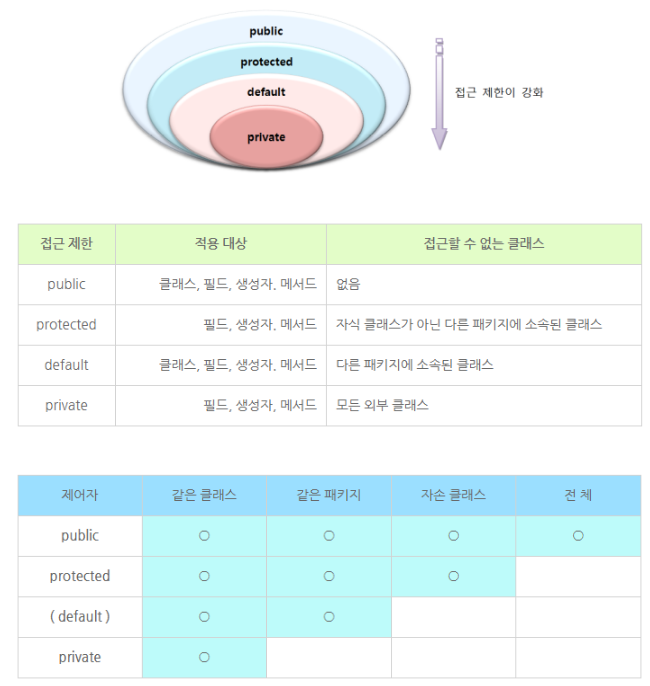 public
protected
default
private
접근 제한이 강화
접근 제한 적용 대상 접근할 수 없는 클래스
public 클래스, 필드, 생성자, 메서드 없음
protected 필드, 생성자, 메서드 자식 클래스가 아닌 다른 패키지에 소속된 클래스
default 클래스, 필드, 생성자, 메서드 다른 패키지에 소속된 클래스
private 필드, 생성자, 메서드 모든 외부 클래스
제어자 같은 클래스 같은 패키지 자손 클래스 전 체
public ○ ○ ○ ○
protected ○ ○ ○
( default ) ○ ○
private ○